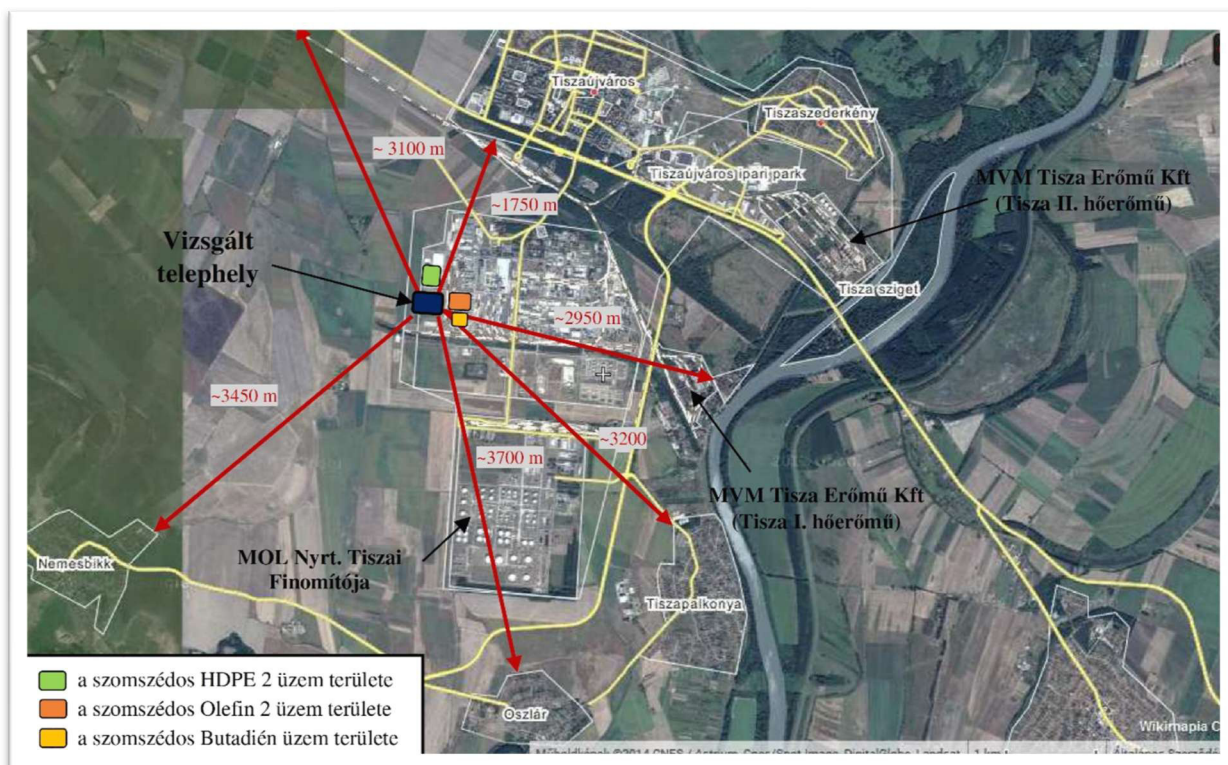 Tiszaújváros
Tiszaszederkény
~ 3100 m
Tiszaújváros ipari park
MVM Tisza Erőmű Kft
(Tisza II. hőerőmű)
~1750 m
Vizsgált
telephely
Tisza sziget
~2950 m
~3450 m
~3200
~3700 m
MVM Tisza Erőmű Kft
(Tisza I. hőerőmű)
MOL Nyrt. Tiszai
Finomítója
Nemesbikk
Tiszapalkonya
Oszlár
a szomszédos HDPE 2 üzem területe
a szomszédos Olefin 2 üzem területe
a szomszédos Butadién üzem területe
Wikimapia C
1 km